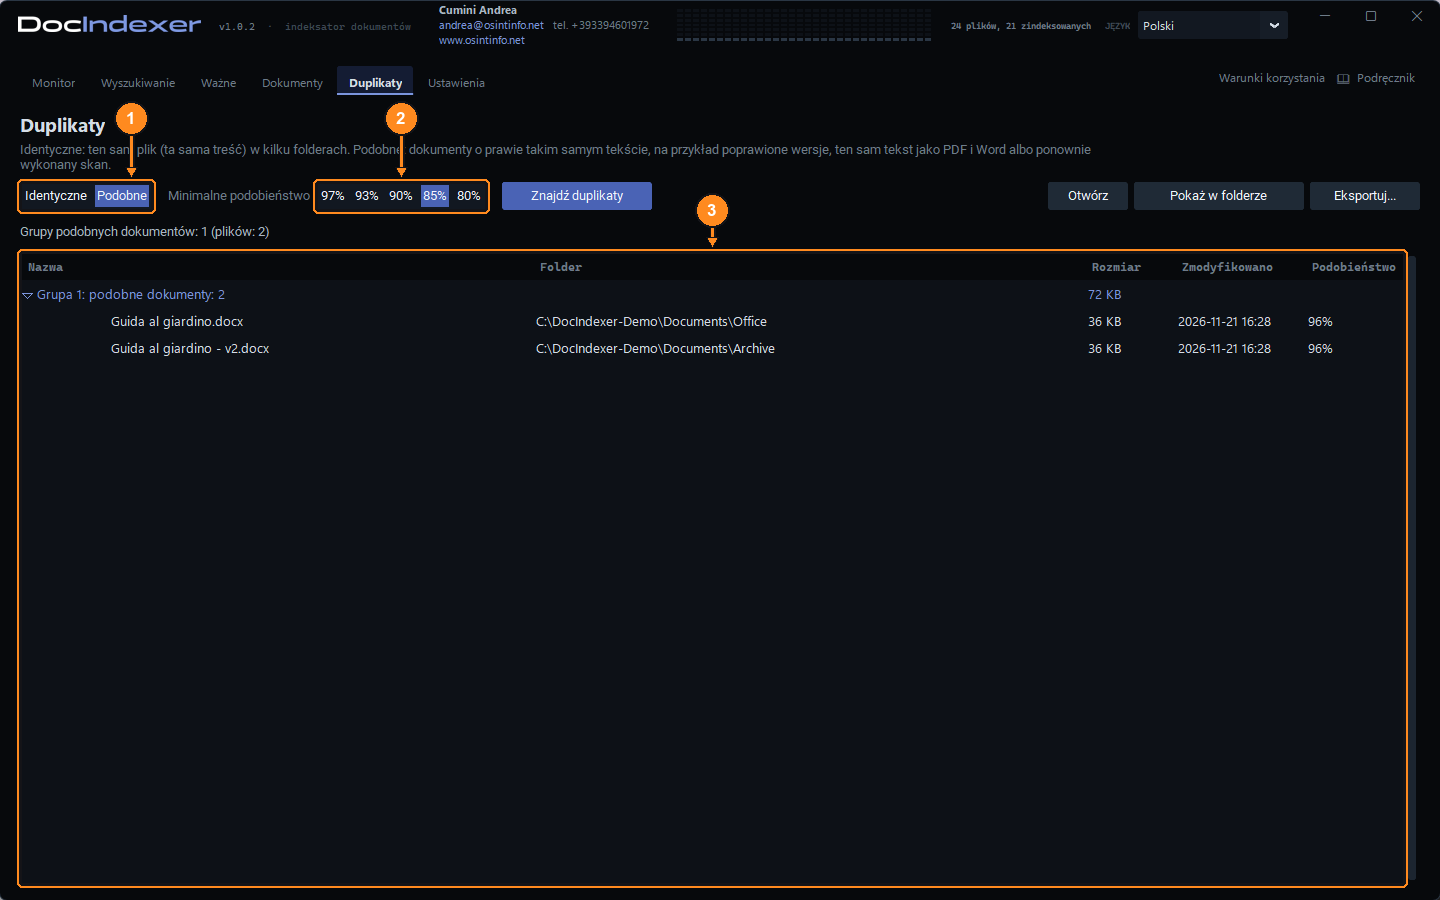 DocIndexer v1.0.2 · indeksator dokumentów
Cumini Andrea
andrea@osintinfo.net tel. +393394601972
www.osintinfo.net
24 plików, 21 zindeksowanych JĘZYK Polski
Monitor Wyszukiwanie Ważne Dokumenty Duplikaty Ustawienia
Warunki korzystania Podręcznik
Duplikaty 1 2
Identyczne: ten sam plik (ta sama treść) w kilku folderach. Podobne: dokumenty o prawie takim samym tekście, na przykład poprawione wersje, ten sam tekst jako PDF i Word albo ponownie
wykonany skan.
Identyczne Podobne Minimalne podobieństwo 97% 93% 90% 85% 80% Znajdź duplikaty Otwórz Pokaż w folderze Eksportuj...
3
Grupy podobnych dokumentów: 1 (plików: 2)
Nazwa Folder Rozmiar Zmodyfikowano Podobieństwo
Grupa 1: podobne dokumenty: 2 72 KB
Guida al giardino.docx C:\DocIndexer-Demo\Documents\Office 36 KB 2026-11-21 16:28 96%
Guida al giardino - v2.docx C:\DocIndexer-Demo\Documents\Archive 36 KB 2026-11-21 16:28 96%